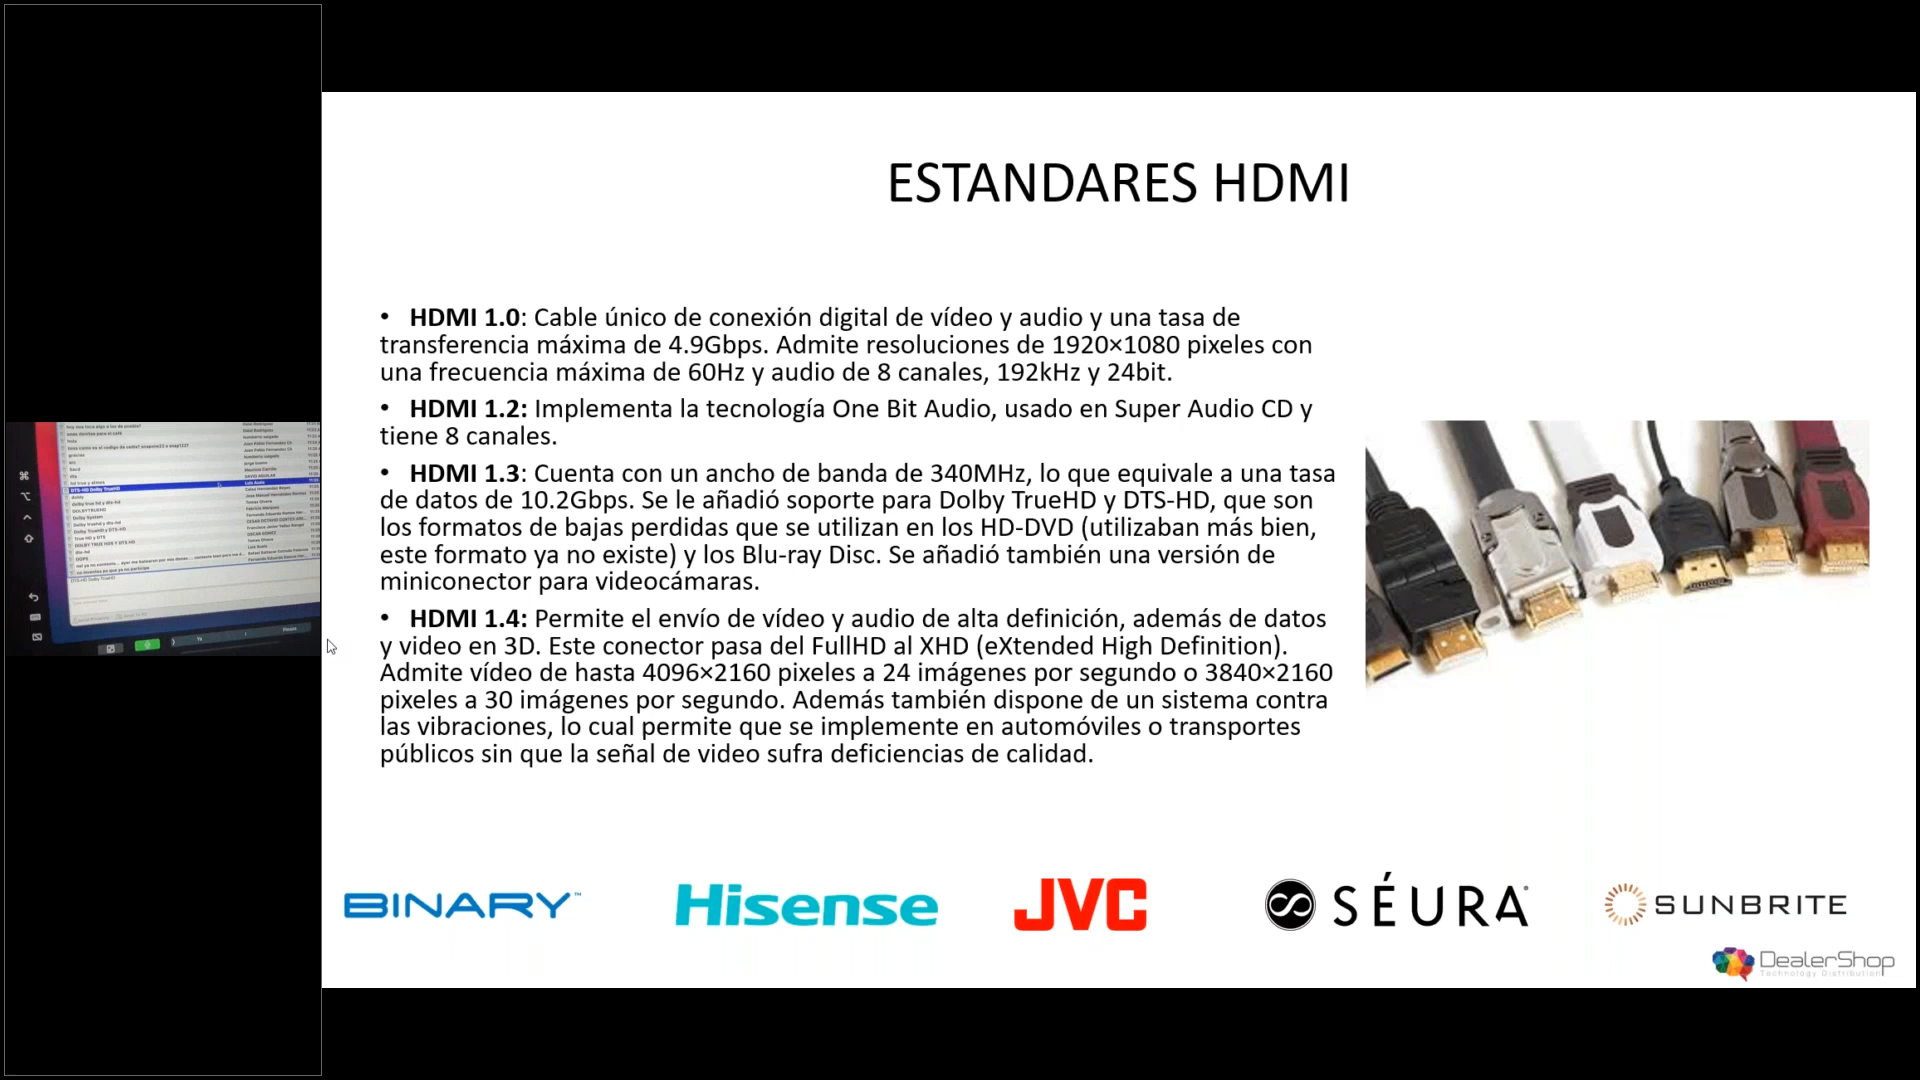 ESTANDARES HDMI
• HDMI 1.0: Cable único de conexión digital de vídeo y audio y una tasa de
transferencia máxima de 4.9Gbps. Admite resoluciones de 1920×1080 pixeles con
una frecuencia máxima de 60Hz y audio de 8 canales, 192kHz y 24bit.
• HDMI 1.2: Implementa la tecnología One Bit Audio, usado en Super Audio CD y
tiene 8 canales.
• HDMI 1.3: Cuenta con un ancho de banda de 340MHz, lo que equivale a una tasa
de datos de 10.2Gbps. Se le añadió soporte para Dolby TrueHD y DTS-HD, que son
los formatos de bajas perdidas que se utilizan en los HD-DVD (utilizaban más bien,
este formato ya no existe) y los Blu-ray Disc. Se añadió también una versión de
miniconector para videocámaras.
• HDMI 1.4: Permite el envío de vídeo y audio de alta definición, además de datos
y video en 3D. Este conector pasa del FullHD al XHD (eXtended High Definition).
Admite vídeo de hasta 4096×2160 pixeles a 24 imágenes por segundo o 3840×2160
pixeles a 30 imágenes por segundo. Además también dispone de un sistema contra
las vibraciones, lo cual permite que se implemente en automóviles o transportes
públicos sin que la señal de video sufra deficiencias de calidad.
BINARY™
Hisense
JVC
SÉURA
SUNBRITE
DealerShop
Technology Distribution
DTS-HD Dolby TrueHD